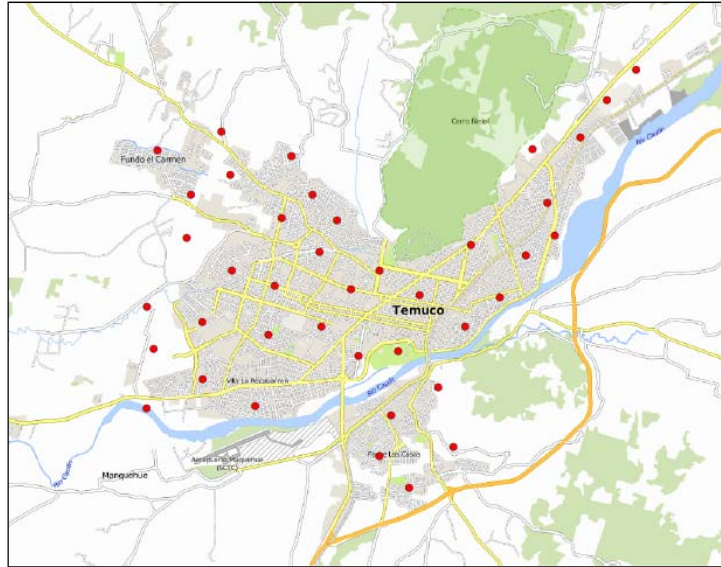 Cerro Ñielol
Río Cautín
Fundo el Carmen
Temuco
Villa La Recabarren
Río Cautín
Aeropuerto Maquehue
(SCTC)
Padre Las Casas
Manquehue
Río Cautín